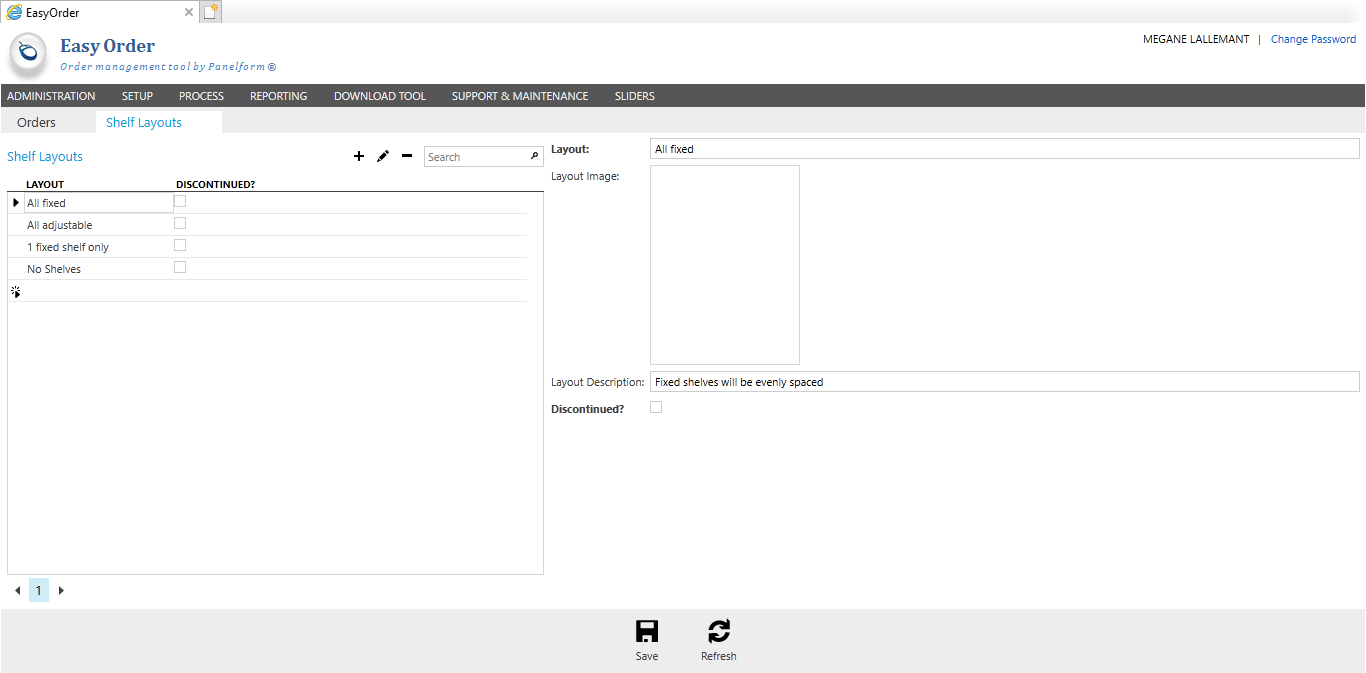 EasyOrder
Easy Order
Order management tool by Panelform ®
MEGANE LALLEMANT | Change Password
ADMINISTRATION SETUP PROCESS REPORTING DOWNLOAD TOOL SUPPORT & MAINTENANCE SLIDERS
Orders Shelf Layouts
Shelf Layouts
Search
LAYOUT DISCONTINUED?
All fixed
All adjustable
1 fixed shelf only
No Shelves
1
Layout: All fixed
Layout Image:
Layout Description: Fixed shelves will be evenly spaced
Discontinued?
Save Refresh